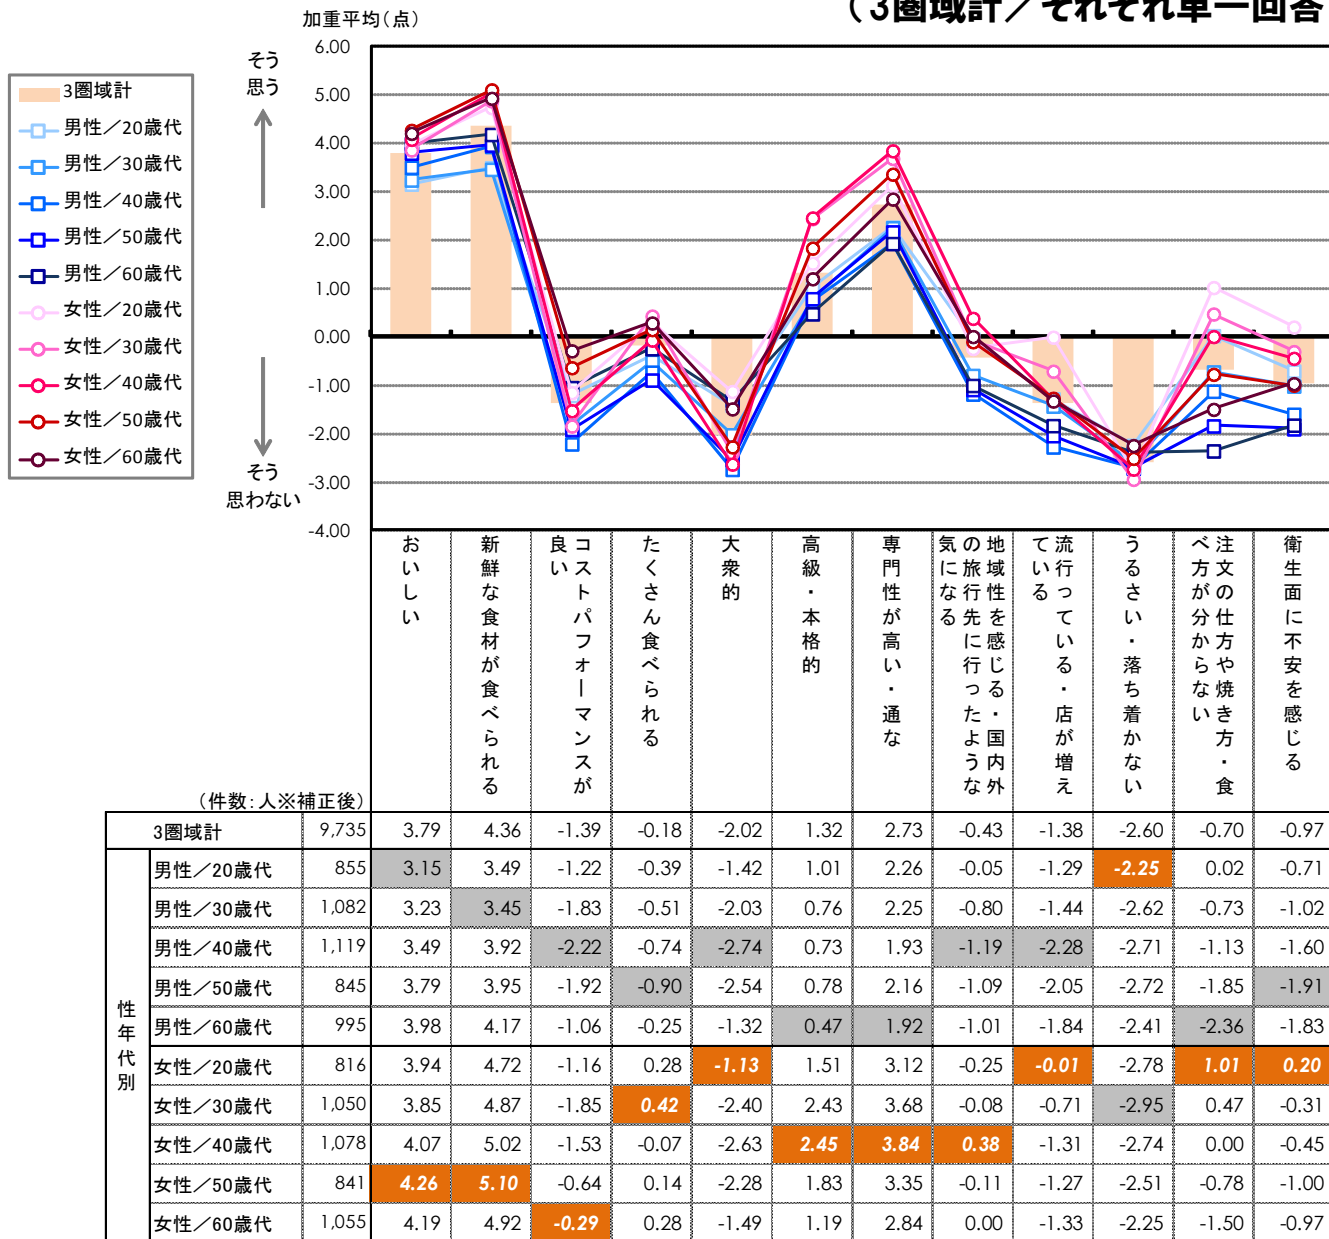 （3圏域計／それぞれ単一回答
加重平均（点）
6.00
5.00
4.00
3.00
2.00
1.00
0.00
-1.00
-2.00
-3.00
-4.00
そう
思う
そう
思わない
3圏域計
男性／20歳代
男性／30歳代
男性／40歳代
男性／50歳代
男性／60歳代
女性／20歳代
女性／30歳代
女性／40歳代
女性／50歳代
女性／60歳代
おいしい
新鮮な食材が食べられる
コストパフォーマンスが
良い
たくさん食べられる
大衆的
高級・本格的
専門性が高い・通な
地域性を感じる・国内外
の旅行先に行ったような
気になる
流行っている・店が増え
ている
うるさい・落ち着かない
注文の仕方や焼き方・食
べ方が分からない
衛生面に不安を感じる
（件数：人※補正後）
3圏域計 9,735 3.79 4.36 -1.39 -0.18 -2.02 1.32 2.73 -0.43 -1.38 -2.60 -0.70 -0.97
性年代別
男性／20歳代 855 3.15 3.49 -1.22 -0.39 -1.42 1.01 2.26 -0.05 -1.29 -2.25 0.02 -0.71
男性／30歳代 1,082 3.23 3.45 -1.83 -0.51 -2.03 0.76 2.25 -0.80 -1.44 -2.62 -0.73 -1.02
男性／40歳代 1,119 3.49 3.92 -2.22 -0.74 -2.74 0.73 1.93 -1.19 -2.28 -2.71 -1.13 -1.60
男性／50歳代 845 3.79 3.95 -1.92 -0.90 -2.54 0.78 2.16 -1.09 -2.05 -2.72 -1.85 -1.91
男性／60歳代 995 3.98 4.17 -1.06 -0.25 -1.32 0.47 1.92 -1.01 -1.84 -2.41 -2.36 -1.83
女性／20歳代 816 3.94 4.72 -1.16 0.28 -1.13 1.51 3.12 -0.25 -0.01 -2.78 1.01 0.20
女性／30歳代 1,050 3.85 4.87 -1.85 0.42 -2.40 2.43 3.68 -0.08 -0.71 -2.95 0.47 -0.31
女性／40歳代 1,078 4.07 5.02 -1.53 -0.07 -2.63 2.45 3.84 0.38 -1.31 -2.74 0.00 -0.45
女性／50歳代 841 4.26 5.10 -0.64 0.14 -2.28 1.83 3.35 -0.11 -1.27 -2.51 -0.78 -1.00
女性／60歳代 1,055 4.19 4.92 -0.29 0.28 -1.49 1.19 2.84 0.00 -1.33 -2.25 -1.50 -0.97